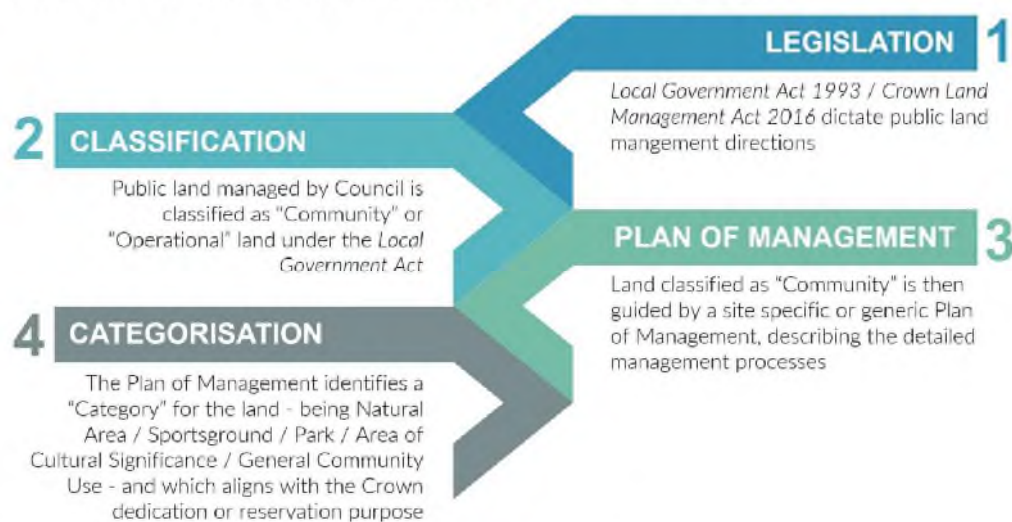 LEGISLATION 1
Local Government Act 1993 / Crown Land
Management Act 2016 dictate public land
mangement directions
2 CLASSIFICATION
Public land managed by Council is
classified as "Community" or
"Operational" land under the Local
Government Act
PLAN OF MANAGEMENT 3
Land classified as "Community" is then
guided by a site specific or generic Plan
of Management, describing the detailed
management processes
4 CATEGORISATION
The Plan of Management identifies a
"Category" for the land - being Natural
Area / Sportsground / Park / Area of
Cultural Significance / General Community
Use - and which aligns with the Crown
dedication or reservation purpose